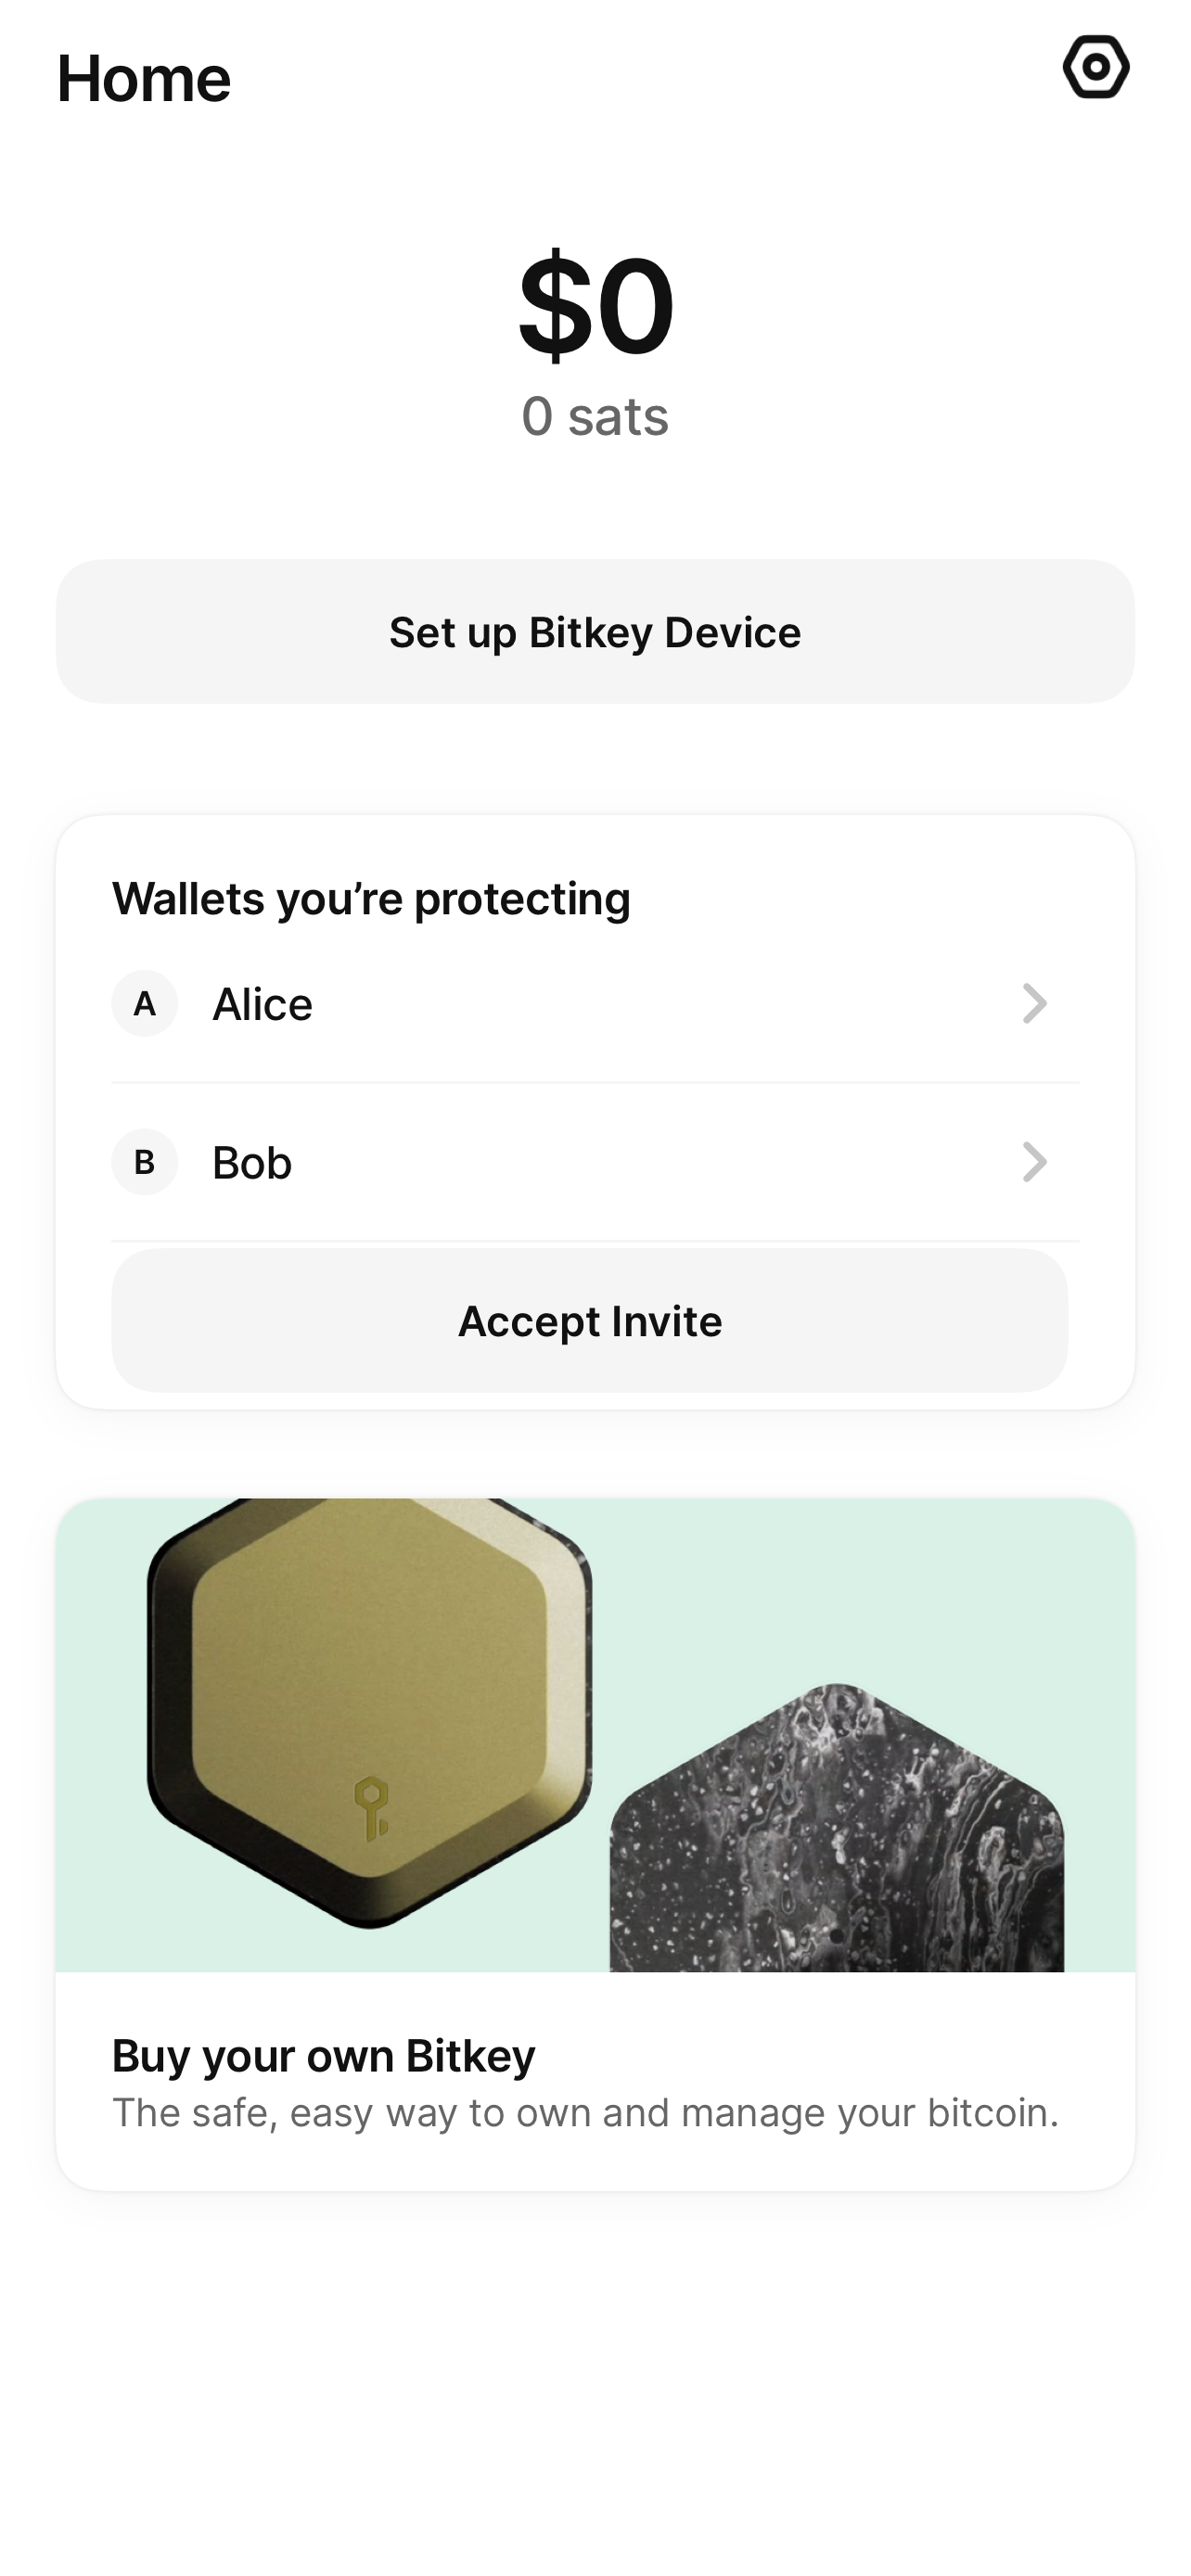 Home
$0
0 sats
Set up Bitkey Device
Wallets you’re protecting
A Alice
B Bob
Accept Invite
Buy your own Bitkey
The safe, easy way to own and manage your bitcoin.